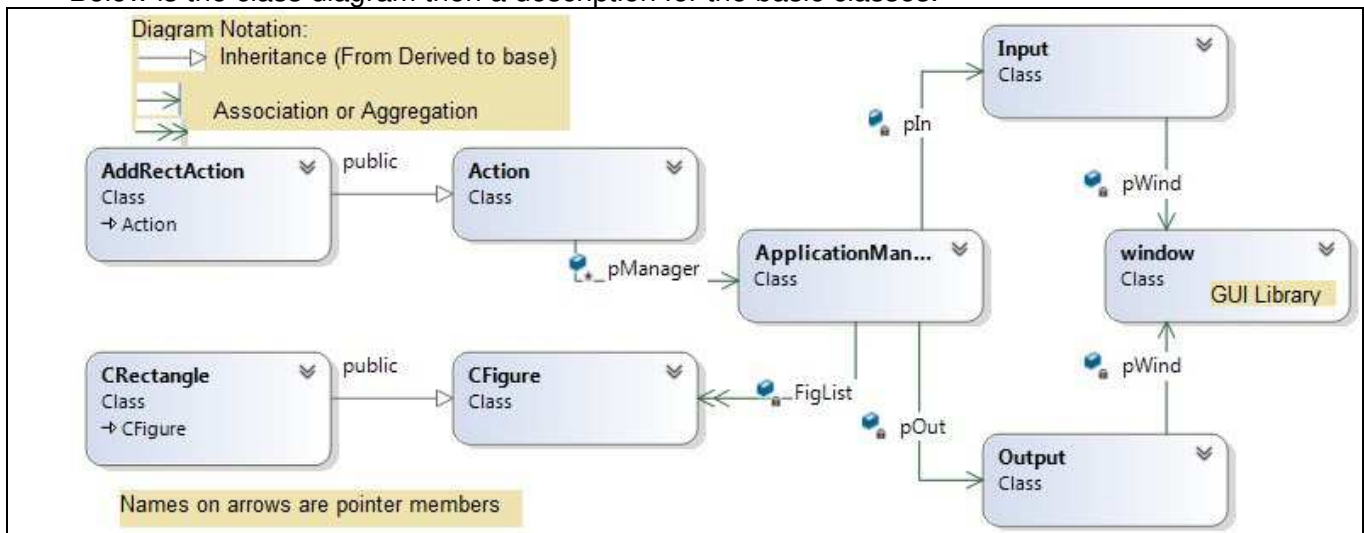 Below is the class diagram then a description for the basic classes.
Diagram Notation:
Inheritance (From Derived to base)
Association or Aggregation
AddRectAction
Class
Action
public
Action
Class
pManager
ApplicationMan...
Class
pIn
Input
Class
pWind
window
Class
GUI Library
CRectangle
Class
CFigure
public
CFigure
Class
FigList
pOut
pWind
Output
Class
Names on arrows are pointer members